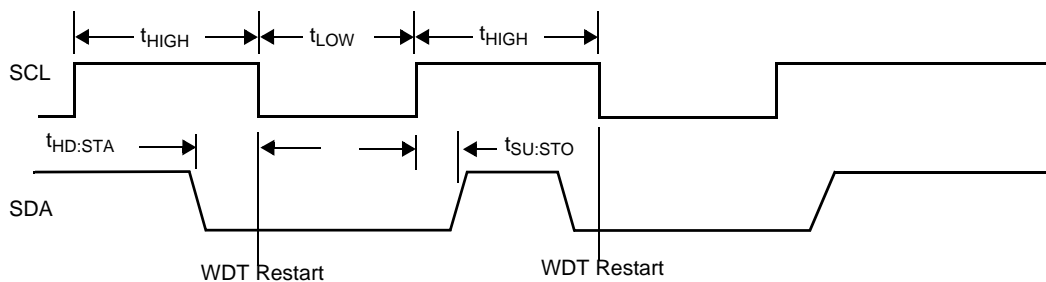 tHIGH tLOW tHIGH
SCL
tHD:STA tSU:STO
SDA
WDT Restart WDT Restart